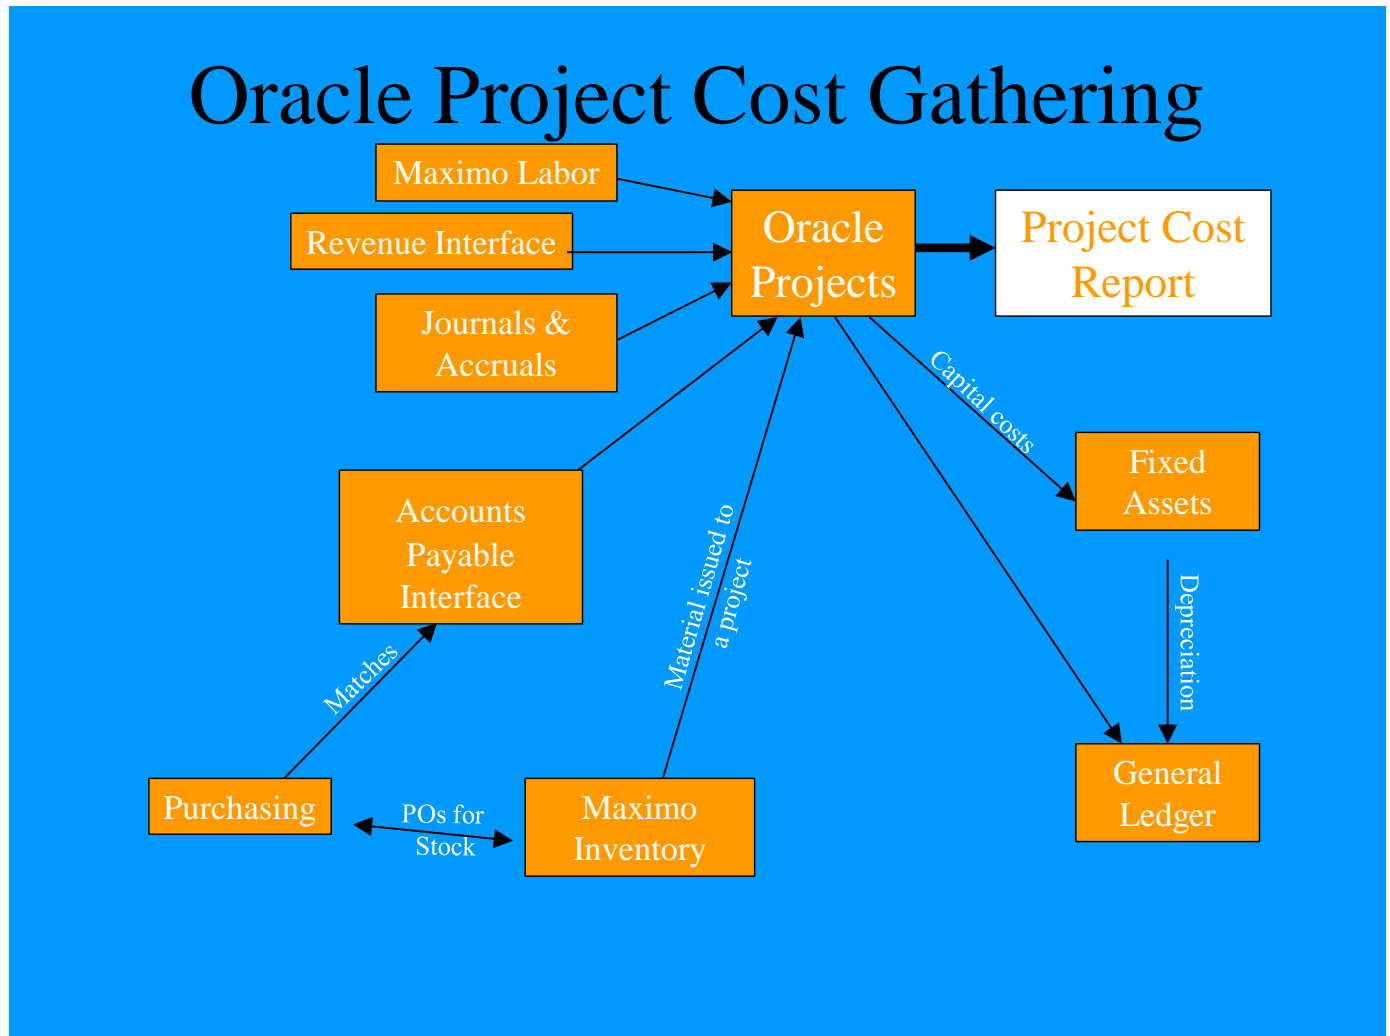 Oracle Project Cost Gathering
Maximo Labor
Revenue Interface
Journals &
Accruals
Oracle
Projects
Project Cost
Report
Capital costs
Fixed
Assets
Accounts
Payable
Interface
Material issued to
a project
Depreciation
Matches
Purchasing
POs for
Stock
Maximo
Inventory
General
Ledger